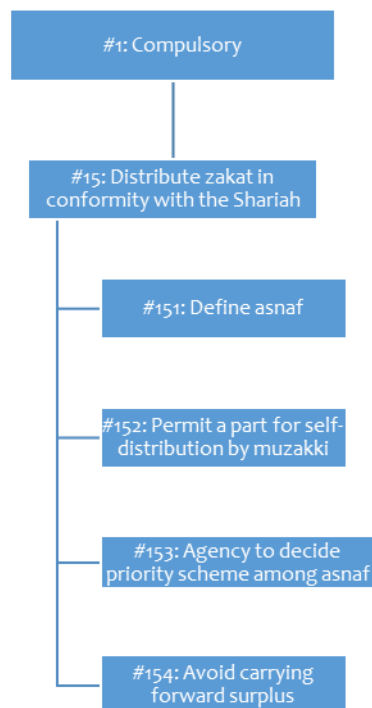 #1: Compulsory
#15: Distribute zakat in
conformity with the Shariah
#151: Define asnaf
#152: Permit a part for self-
distribution by muzakki
#153: Agency to decide
priority scheme among asnaf
#154: Avoid carrying
forward surplus